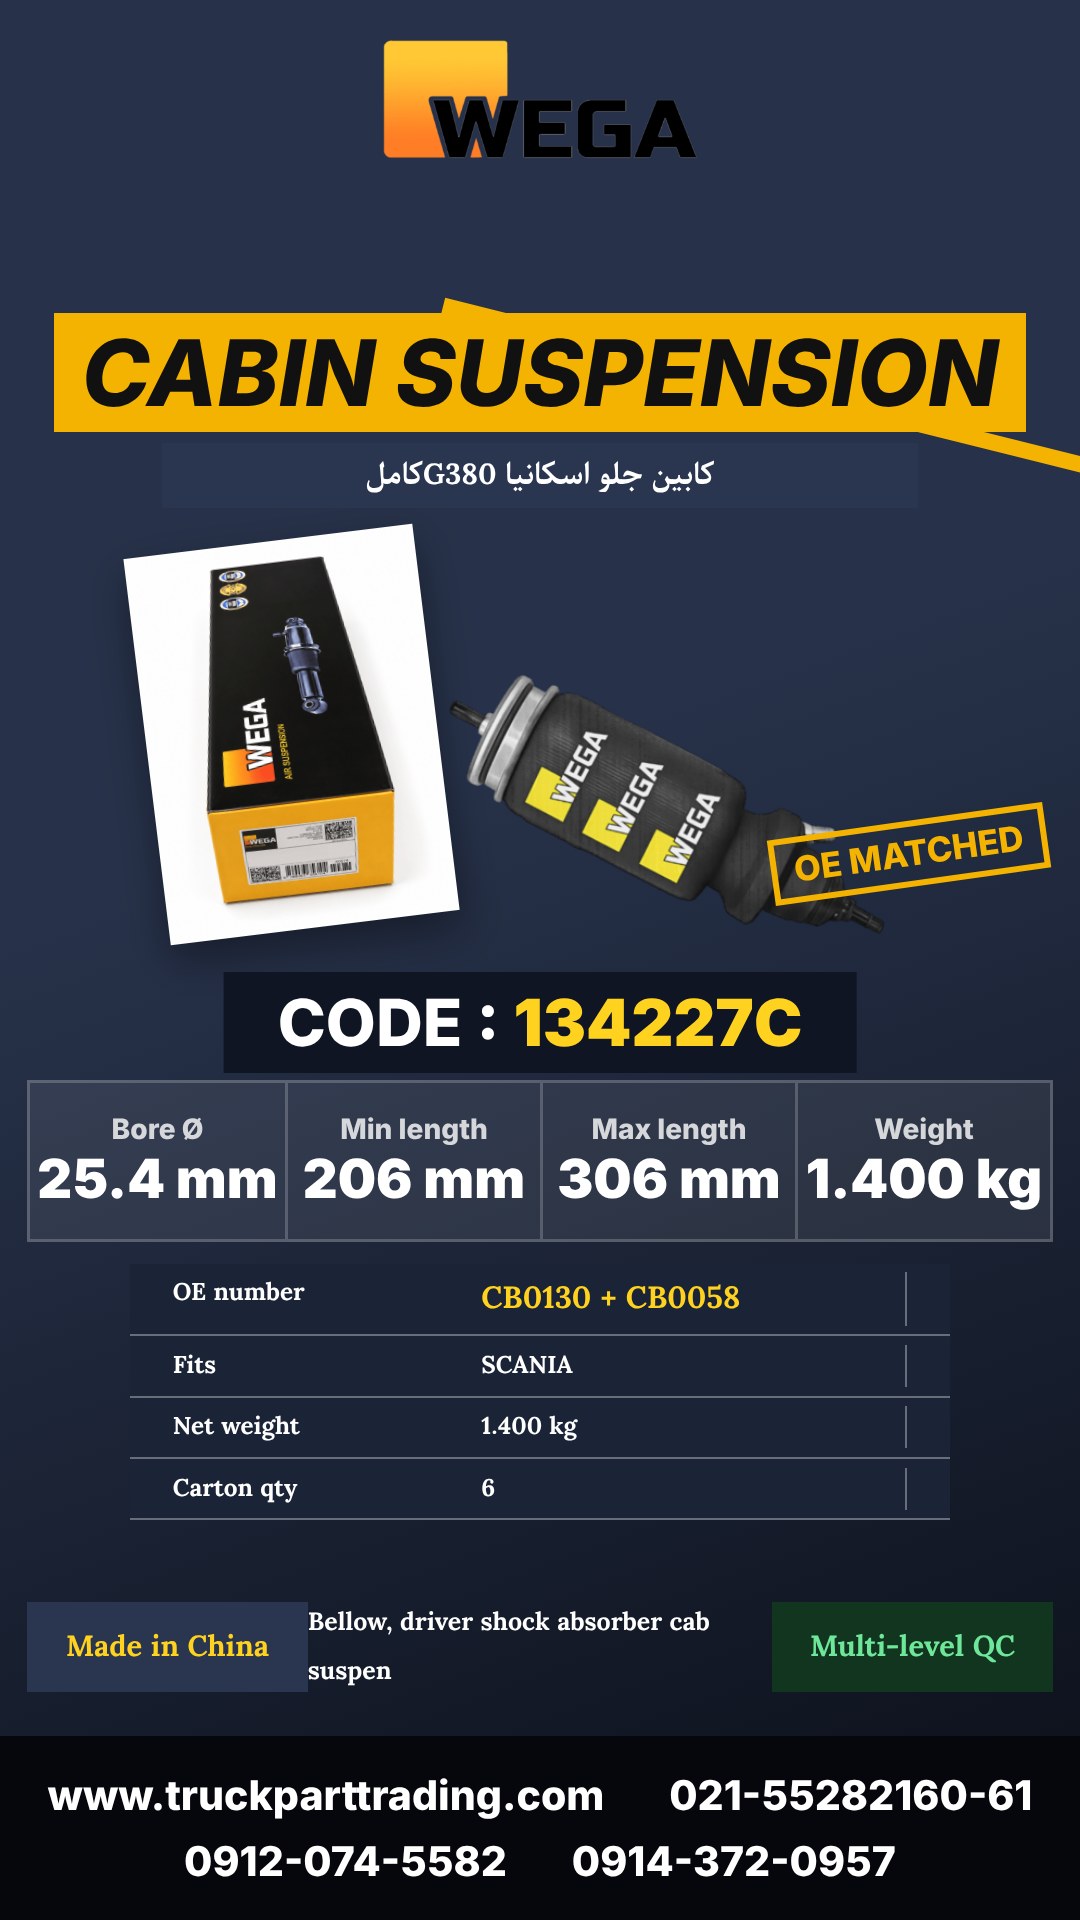 WEGA
CABIN SUSPENSION
کابین جلو اسکانیا G380کامل
WEGA
AIR SUSPENSION
WEGA
WEGA
WEGA
WEGA
OE MATCHED
CODE : 134227C
Bore Ø
25.4 mm
Min length
206 mm
Max length
306 mm
Weight
1.400 kg
OE number CB0130 + CB0058
Fits SCANIA
Net weight 1.400 kg
Carton qty 6
Made in China
Bellow, driver shock absorber cab
suspen
Multi-level QC
www.truckparttrading.com 021-55282160-61
0912-074-5582 0914-372-0957